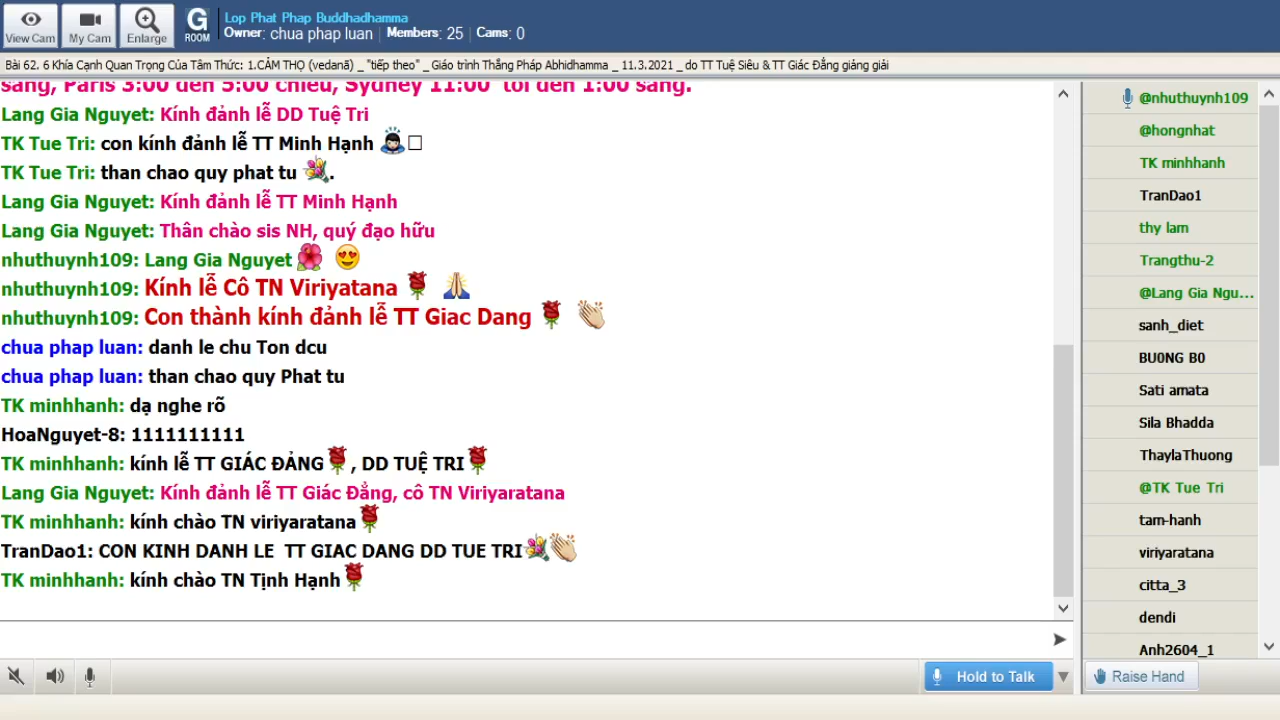 View Cam
My Cam
Enlarge
G
ROOM
Lop Phat Phap Buddhadhamma
Owner: chua phap luan | Members: 25 | Cams: 0
Bài 62. 6 Khía Cạnh Quan Trọng Của Tâm Thức: 1.CẢM THỌ (vedanā) _ "tiếp theo" _ Giáo trình Thắng Pháp Abhidhamma _ 11.3.2021 _ do TT Tuệ Siêu & TT Giác Đẳng giảng giải
sáng, Paris 3:00 đến 5:00 chiều, Sydney 11:00 tối đến 1:00 sáng.
Lang Gia Nguyet: Kính đảnh lễ DD Tuệ Tri
TK Tue Tri: con kính đảnh lễ TT Minh Hạnh
TK Tue Tri: than chao quy phat tu .
Lang Gia Nguyet: Kính đảnh lễ TT Minh Hạnh
Lang Gia Nguyet: Thân chào sis NH, quý đạo hữu
nhuthuynh109: Lang Gia Nguyet
nhuthuynh109: Kính lễ Cô TN Viriyatana
nhuthuynh109: Con thành kính đảnh lễ TT Giac Dang
chua phap luan: danh le chu Ton dcu
chua phap luan: than chao quy Phat tu
TK minhhanh: dạ nghe rõ
HoaNguyet-8: 1111111111
TK minhhanh: kính lễ TT GIÁC ĐẢNG , DD TUỆ TRI
Lang Gia Nguyet: Kính đảnh lễ TT Giác Đẳng, cô TN Viriyaratana
TK minhhanh: kính chào TN viriyaratana
TranDao1: CON KINH DANH LE TT GIAC DANG DD TUE TRI
TK minhhanh: kính chào TN Tịnh Hạnh
@nhuthuynh109
@hongnhat
TK minhhanh
TranDao1
thy lam
Trangthu-2
@Lang Gia Ngu...
sanh_diet
BU0NG B0
Sati amata
Sila Bhadda
ThaylaThuong
@TK Tue Tri
tam-hanh
viriyaratana
citta_3
dendi
Anh2604_1
Hold to Talk
Raise Hand